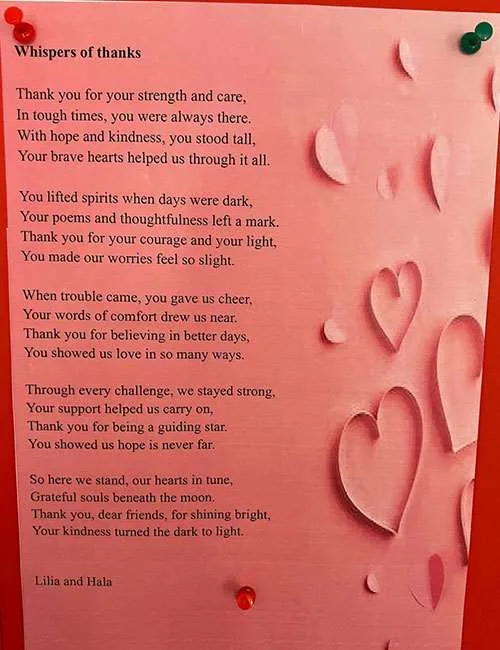 Whispers of thanks
Thank you for your strength and care,
In tough times, you were always there.
With hope and kindness, you stood tall,
Your brave hearts helped us through it all.
You lifted spirits when days were dark,
Your poems and thoughtfulness left a mark.
Thank you for your courage and your light,
You made our worries feel so slight.
When trouble came, you gave us cheer,
Your words of comfort drew us near.
Thank you for believing in better days,
You showed us love in so many ways.
Through every challenge, we stayed strong,
Your support helped us carry on,
Thank you for being a guiding star.
You showed us hope is never far.
So here we stand, our hearts in tune,
Grateful souls beneath the moon.
Thank you, dear friends, for shining bright,
Your kindness turned the dark to light.
Lilia and Hala